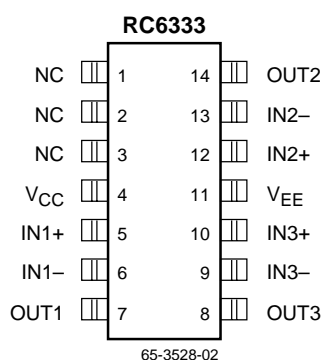 RC6333
NC 1 14 OUT2
NC 2 13 IN2–
NC 3 12 IN2+
VCC 4 11 VEE
IN1+ 5 10 IN3+
IN1– 6 9 IN3–
OUT1 7 8 OUT3
65-3528-02